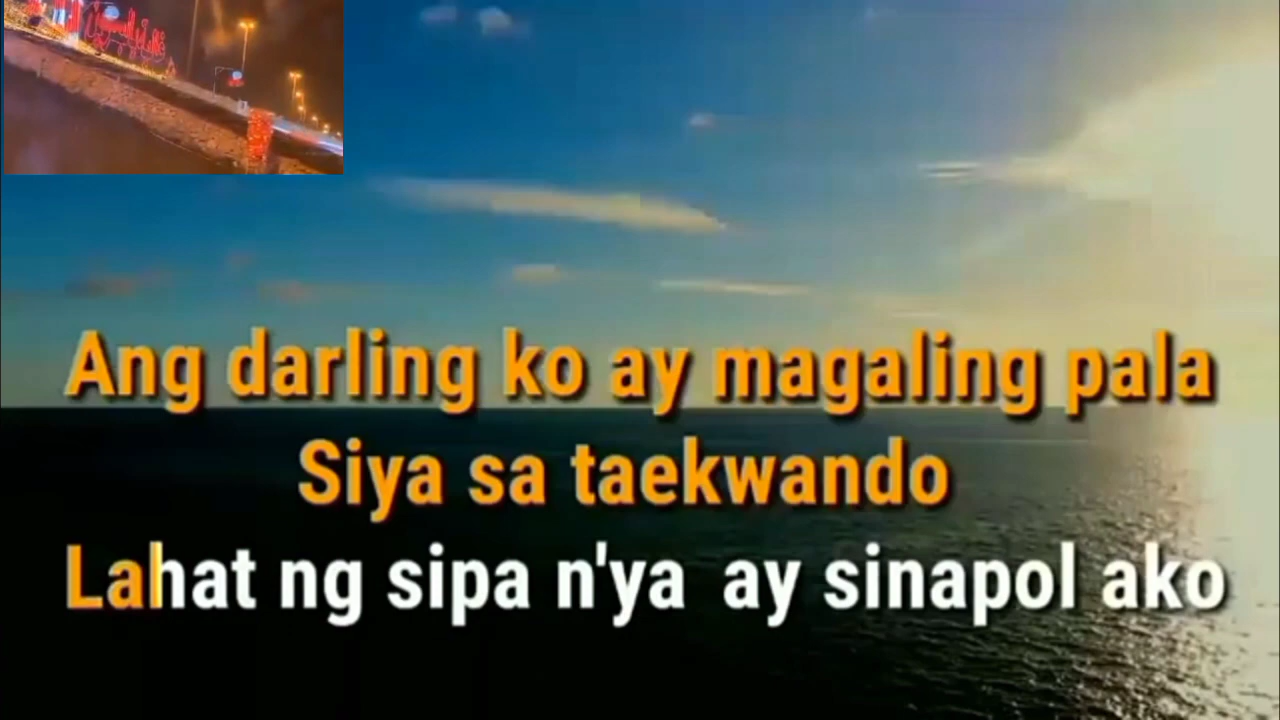 Ang darling ko ay magaling pala
Siya sa taekwando
Lahat ng sipa n'ya ay sinapol ako